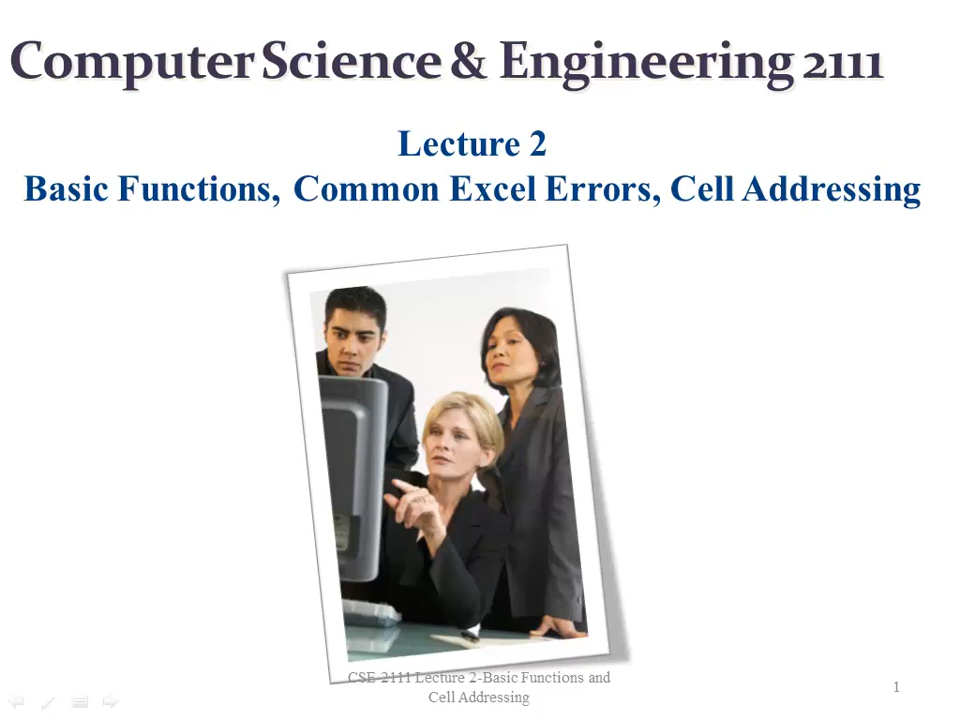 Computer Science & Engineering 2111
Lecture 2
Basic Functions, Common Excel Errors, Cell Addressing
CSE-2111 Lecture 2-Basic Functions and
Cell Addressing
1